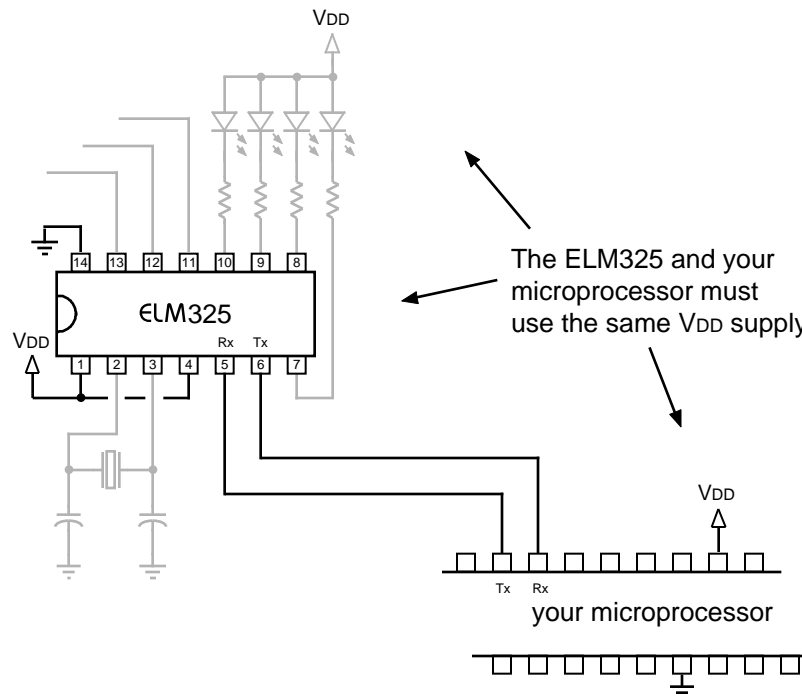 VDD
14 13 12 11 10 9 8
The ELM325 and your
microprocessor must
use the same VDD supply
ELM325
VDD
Rx Tx
1 2 3 4 5 6 7
VDD
Tx Rx
your microprocessor